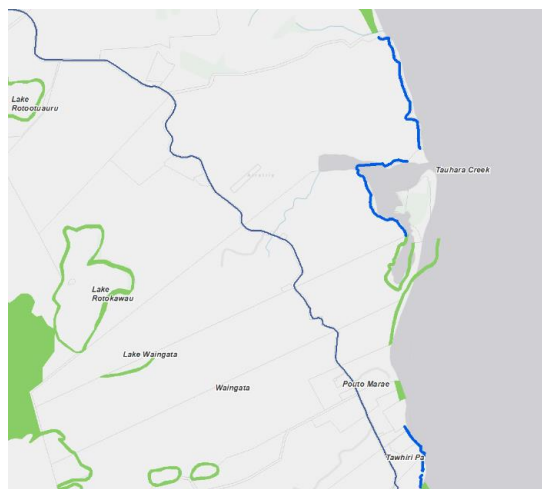 Lake
Rotootuauru
Tauhara Creek
Lake
Rotokawau
Lake Waingata
Waingata
Pouto Marae
Tawhiri Pa